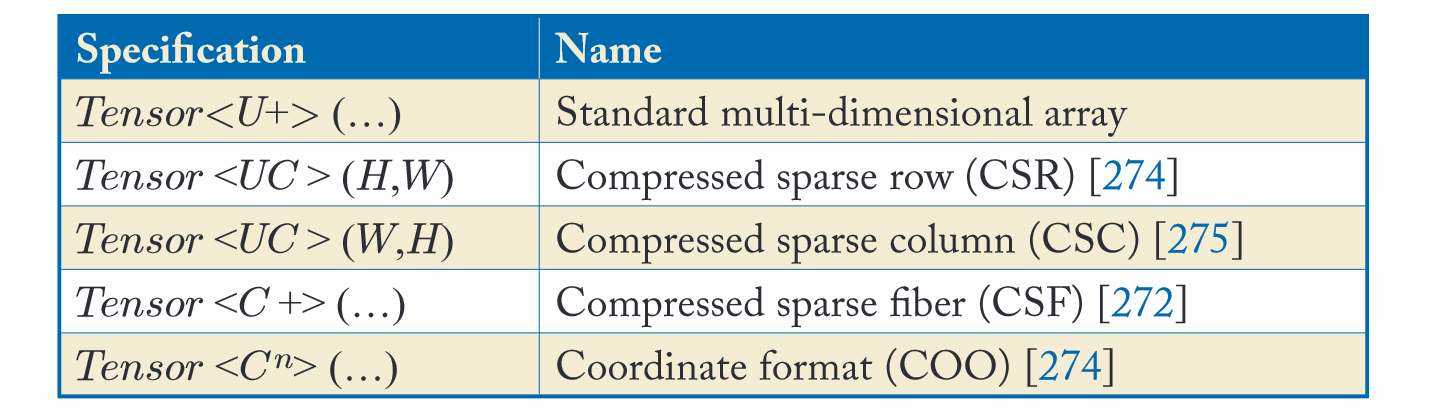 Specification Name
Tensor<U+> (…) Standard multi-dimensional array
Tensor <UC > (H,W) Compressed sparse row (CSR) [274]
Tensor <UC > (W,H) Compressed sparse column (CSC) [275]
Tensor <C +> (…) Compressed sparse fiber (CSF) [272]
Tensor <Cⁿ> (…) Coordinate format (COO) [274]